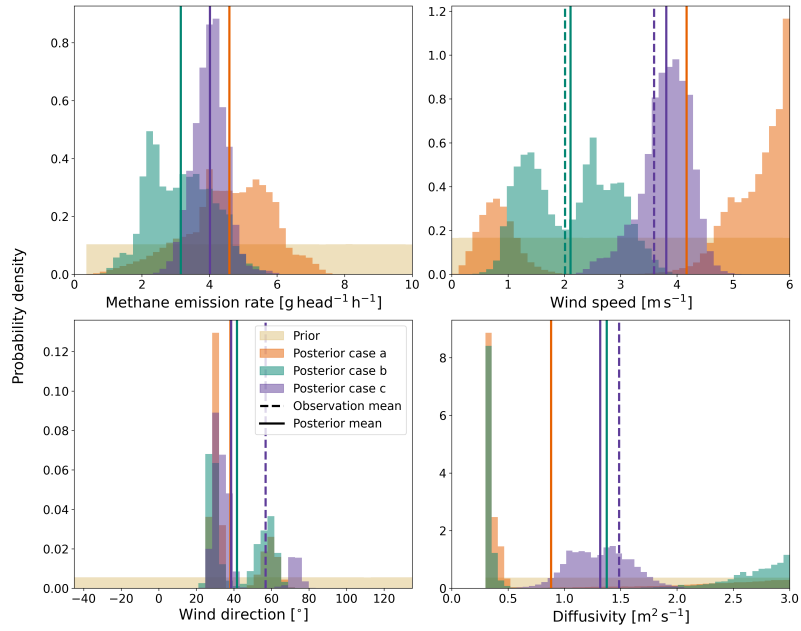 Probability density
0.8
0.6
0.4
0.2
0.0
0 2 4 6 8 10
Methane emission rate [g head⁻¹ h⁻¹]
1.2
1.0
0.8
0.6
0.4
0.2
0.0
0 1 2 3 4 5 6
Wind speed [m s⁻¹]
0.12
0.10
0.08
0.06
0.04
0.02
0.00
−40 −20 0 20 40 60 80 100 120
Wind direction [°]
Prior
Posterior case a
Posterior case b
Posterior case c
Observation mean
Posterior mean
8
6
4
2
0
0.0 0.5 1.0 1.5 2.0 2.5 3.0
Diffusivity [m² s⁻¹]